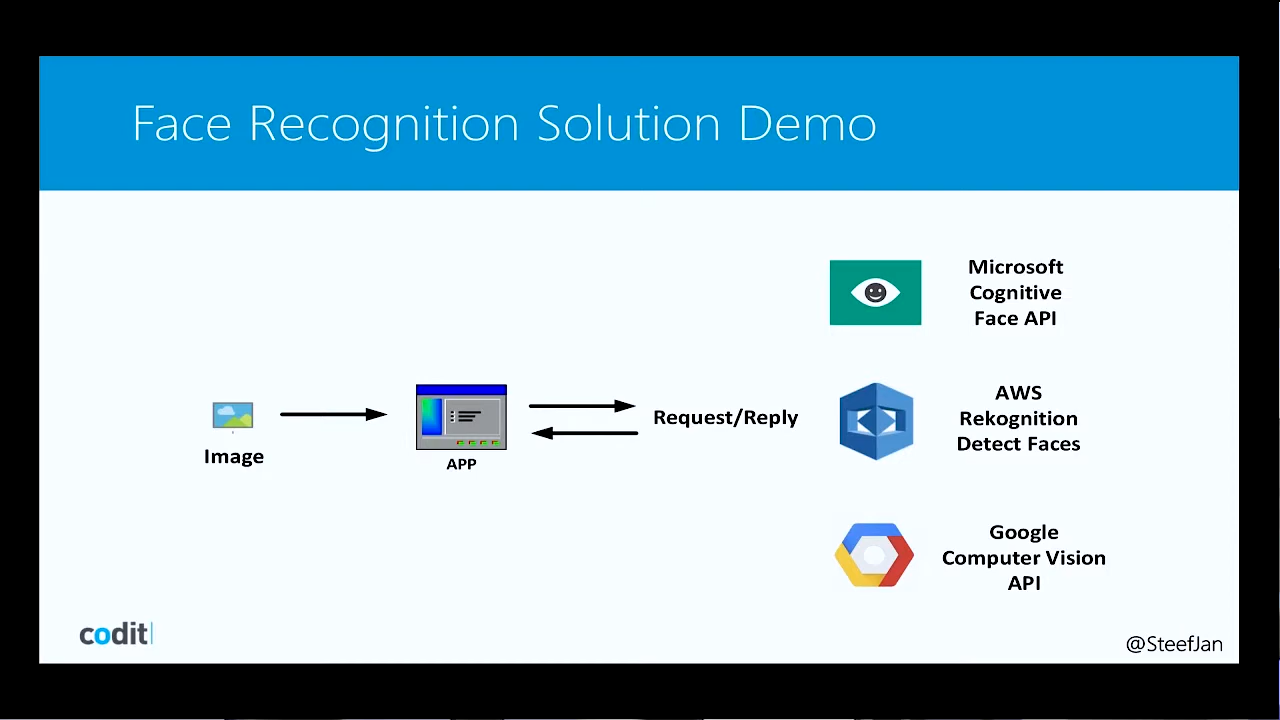 Face Recognition Solution Demo
Microsoft
Cognitive
Face API
AWS
Rekognition
Detect Faces
Request/Reply
Image
APP
Google
Computer Vision
API
codit
@SteefJan